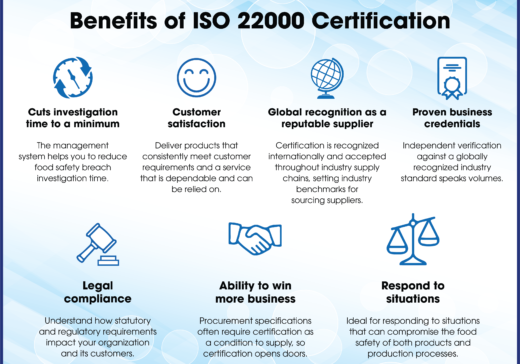 Benefits of ISO 22000 Certification
Cuts investigation
time to a minimum
The management
system helps you to reduce
food safety breach
investigation time.
Customer
satisfaction
Deliver products that
consistently meet customer
requirements and a service
that is dependable and can
be relied on.
Global recognition as a
reputable supplier
Certification is recognized
internationally and accepted
throughout industry supply
chains, setting industry
benchmarks for
sourcing suppliers.
Proven business
credentials
Independent verification
against a globally
recognized industry
standard speaks volumes.
Legal
compliance
Understand how statutory
and regulatory requirements
impact your organization
and its customers.
Ability to win
more business
Procurement specifications
often require certification as
a condition to supply, so
certification opens doors.
Respond to
situations
Ideal for responding to situations
that can compromise the food
safety of both products and
production processes.